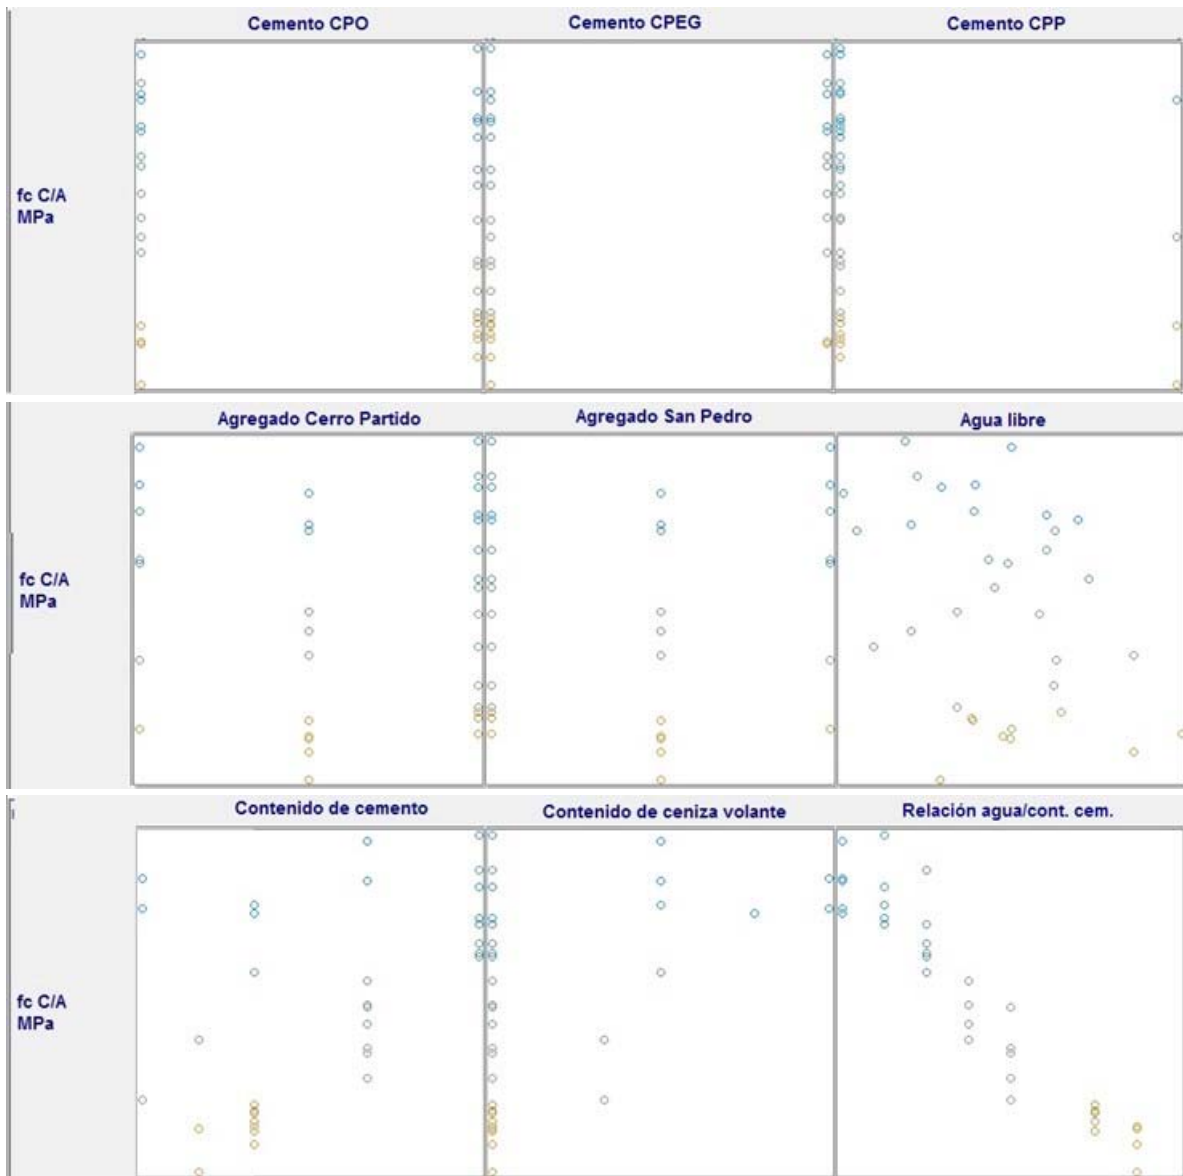 Cemento CPO
Cemento CPEG
Cemento CPP
fc C/A
MPa
Agregado Cerro Partido
Agregado San Pedro
Agua libre
fc C/A
MPa
Contenido de cemento
Contenido de ceniza volante
Relación agua/cont. cem.
fc C/A
MPa